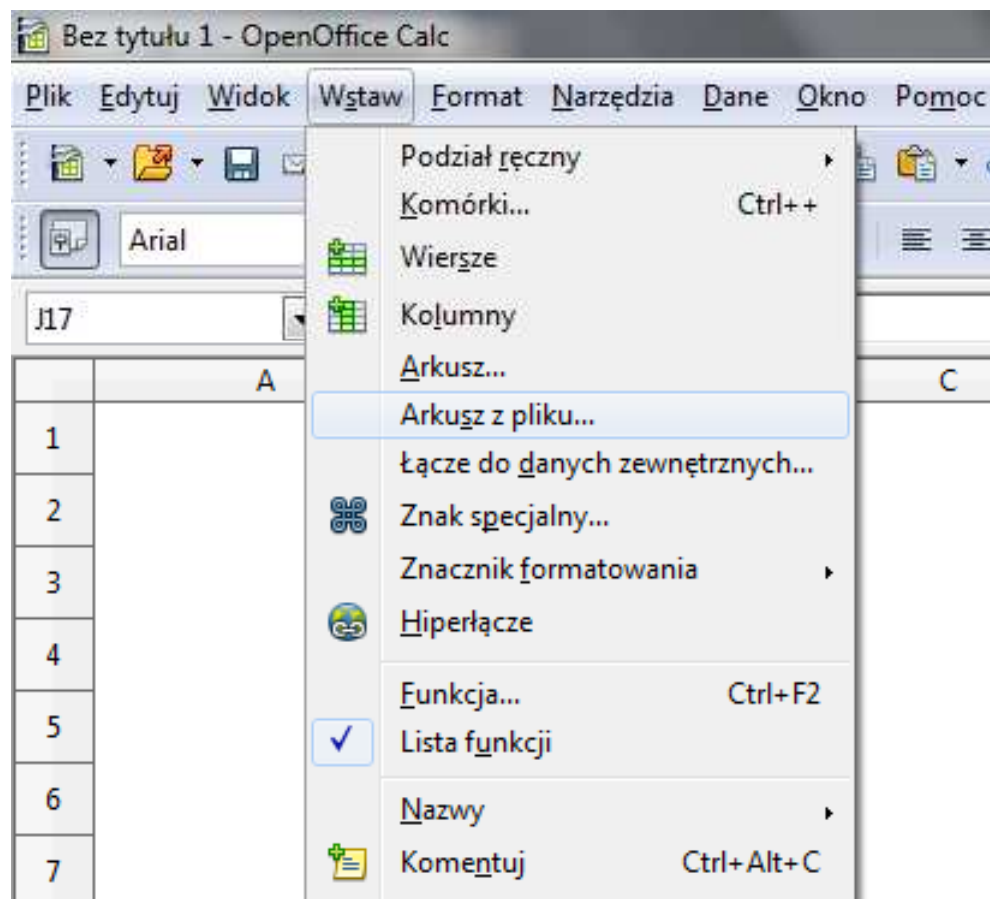 Bez tytułu 1 - OpenOffice Calc
Plik Edytuj Widok Wstaw Format Narzędzia Dane Okno Pomoc
Podział ręczny
Komórki... Ctrl++
Arial
Wiersze
J17
Kolumny
Arkusz...
A C
Arkusz z pliku...
1
Łącze do danych zewnętrznych...
2 Znak specjalny...
3 Znacznik formatowania
Hiperłącze
4
Funkcja... Ctrl+F2
5 Lista funkcji
6 Nazwy
7 Komentuj Ctrl+Alt+C